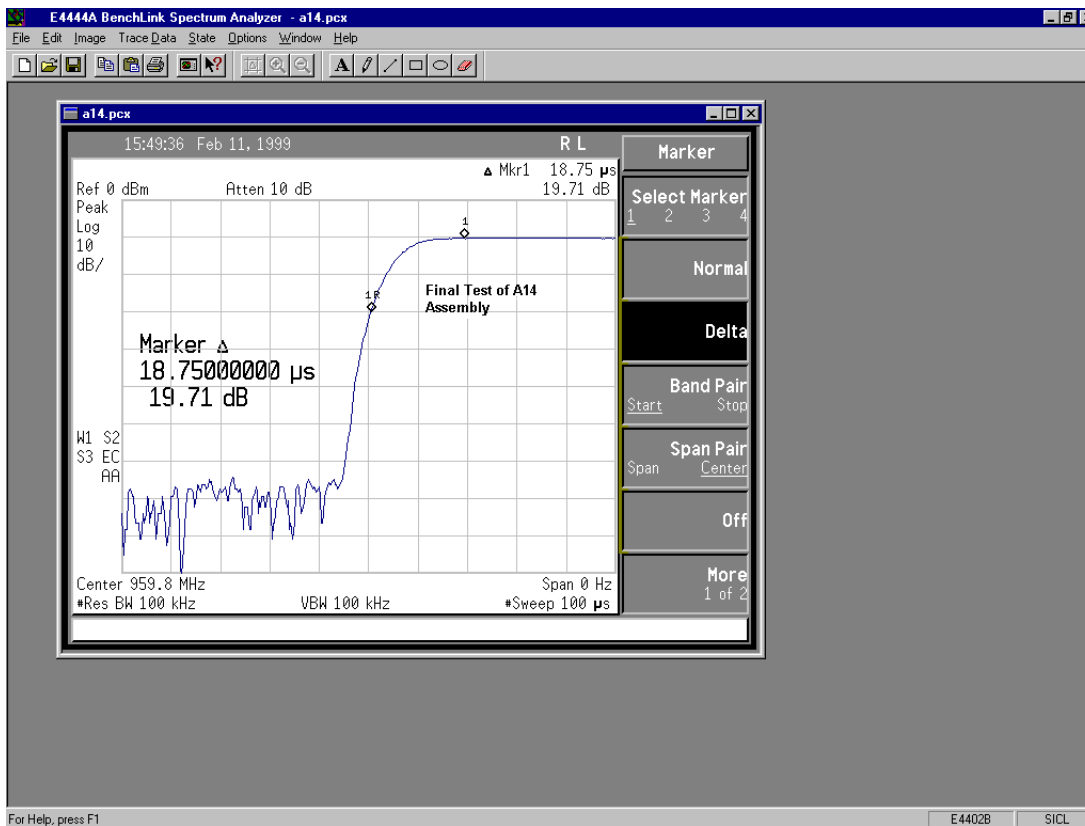 E4444A BenchLink Spectrum Analyzer - a14.pcx
File Edit Image Trace Data State Options Window Help
A
a14.pcx
15:49:36 Feb 11, 1999 R L
Δ Mkr1 18.75 µs
Ref 0 dBm Atten 10 dB 19.71 dB
Peak
Log
10
dB/
1
1R
Final Test of A14
Assembly
Marker Δ
18.75000000 µs
19.71 dB
W1 S2
S3 EC
AA
Center 959.8 MHz Span 0 Hz
#Res BW 100 kHz VBW 100 kHz #Sweep 100 µs
Marker
Select Marker
1 2 3 4
Normal
Delta
Band Pair
Start Stop
Span Pair
Span Center
Off
More
1 of 2
For Help, press F1 E4402B SICL